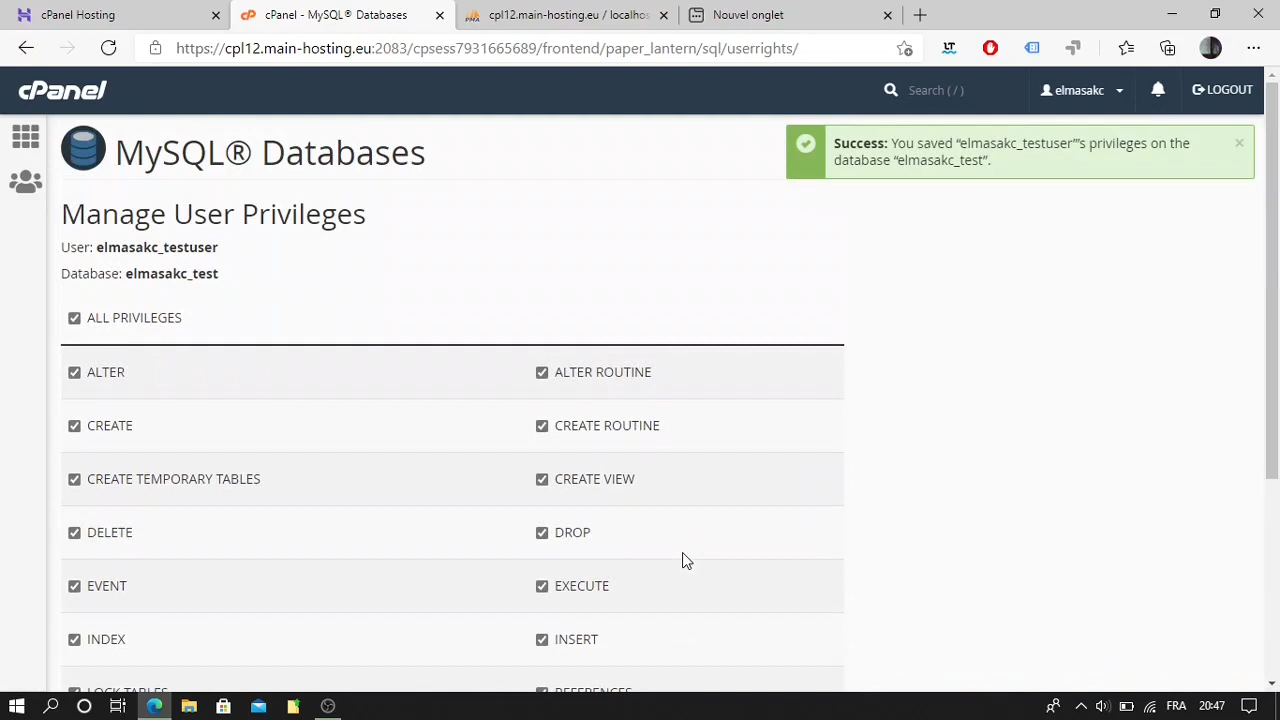 cPanel Hosting
cPanel - MySQL® Databases
cpl12.main-hosting.eu / localhos
Nouvel onglet
https://cpl12.main-hosting.eu:2083/cpsess7931665689/frontend/paper_lantern/sql/userrights/
cPanel
Search ( / )
elmasakc
LOGOUT
MySQL® Databases
Success: You saved “elmasakc_testuser”'s privileges on the
database “elmasakc_test”.
Manage User Privileges
User: elmasakc_testuser
Database: elmasakc_test
ALL PRIVILEGES
ALTER
ALTER ROUTINE
CREATE
CREATE ROUTINE
CREATE TEMPORARY TABLES
CREATE VIEW
DELETE
DROP
EVENT
EXECUTE
INDEX
INSERT
LOCK TABLES
REFERENCES
FRA
20:47